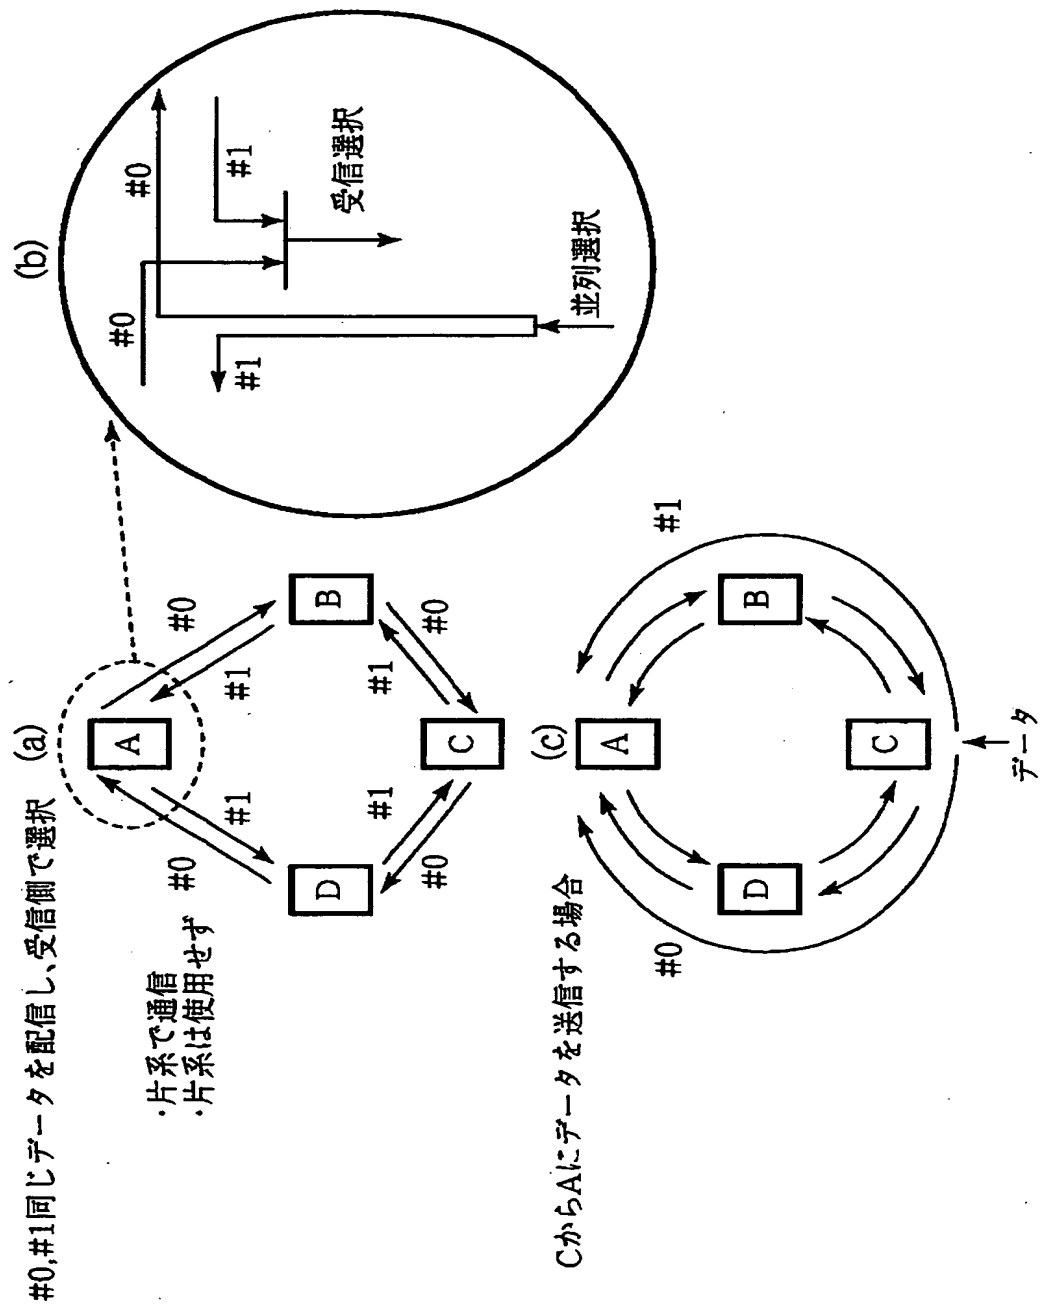 #0,#1同じデータを配信し、受信側で選択
・片系で通信
・片系は使用せず
(a)
A
#0
#1
#0
#1
D
B
#0
#1
#1
#0
C
(b)
#0
#0
#1
#1
受信選択
並列選択
CからAにデータを送信する場合
(c)
#0
#1
A
D
B
C
データ